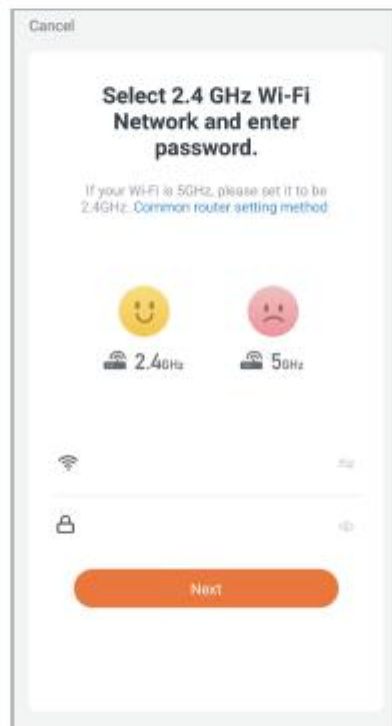 Cancel
Select 2.4 GHz Wi-Fi
Network and enter
password.
If your Wi-Fi is 5GHz, please set it to be
2.4GHz. Common router setting method
2.4GHz
5GHz
Next